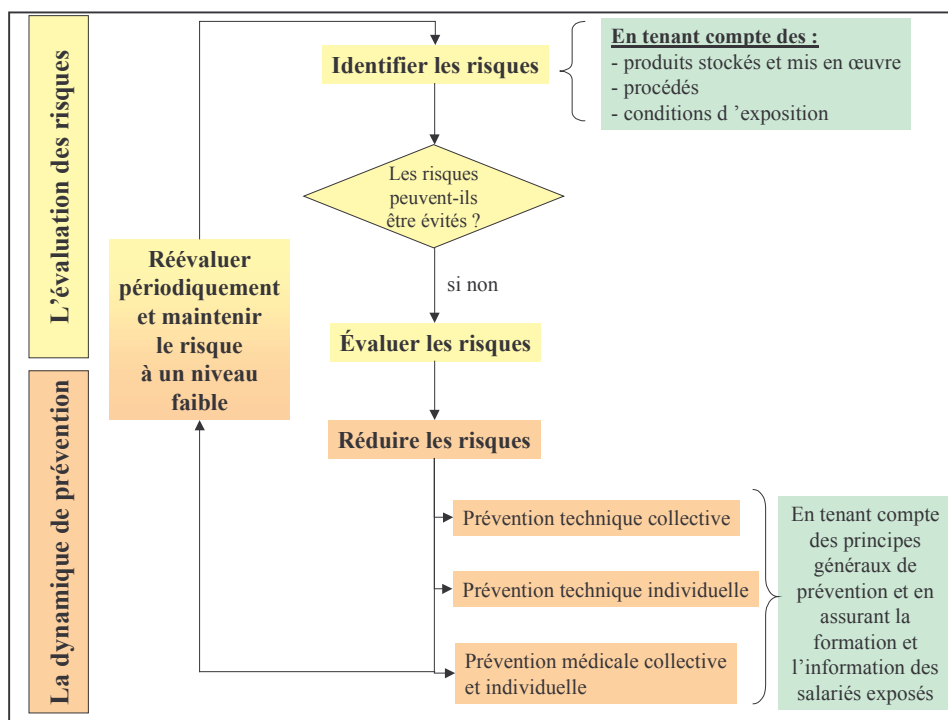 L'évaluation des risques
Identifier les risques
En tenant compte des :
- produits stockés et mis en œuvre
- procédés
- conditions d ’exposition
Les risques
peuvent-ils
être évités ?
si non
Réévaluer
périodiquement
et maintenir
le risque
à un niveau
faible
Évaluer les risques
La dynamique de prévention
Réduire les risques
Prévention technique collective
Prévention technique individuelle
Prévention médicale collective
et individuelle
En tenant compte
des principes
généraux de
prévention et en
assurant la
formation et
l’information des
salariés exposés